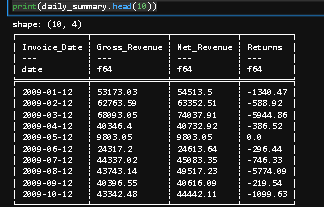 print(daily_summary.head(10))
shape: (10, 4)
Invoice_Date Gross_Revenue Net_Revenue Returns
--- --- --- ---
date f64 f64 f64
2009-01-12 53173.03 54513.5 -1340.47
2009-02-12 62763.59 63352.51 -588.92
2009-03-12 68093.05 74037.91 -5944.86
2009-04-12 40346.4 40732.92 -386.52
2009-05-12 9803.05 9803.05 0.0
2009-06-12 24317.2 24613.64 -296.44
2009-07-12 44337.02 45083.35 -746.33
2009-08-12 43743.14 49517.23 -5774.09
2009-09-12 40396.55 40616.09 -219.54
2009-10-12 43342.48 44442.11 -1099.63